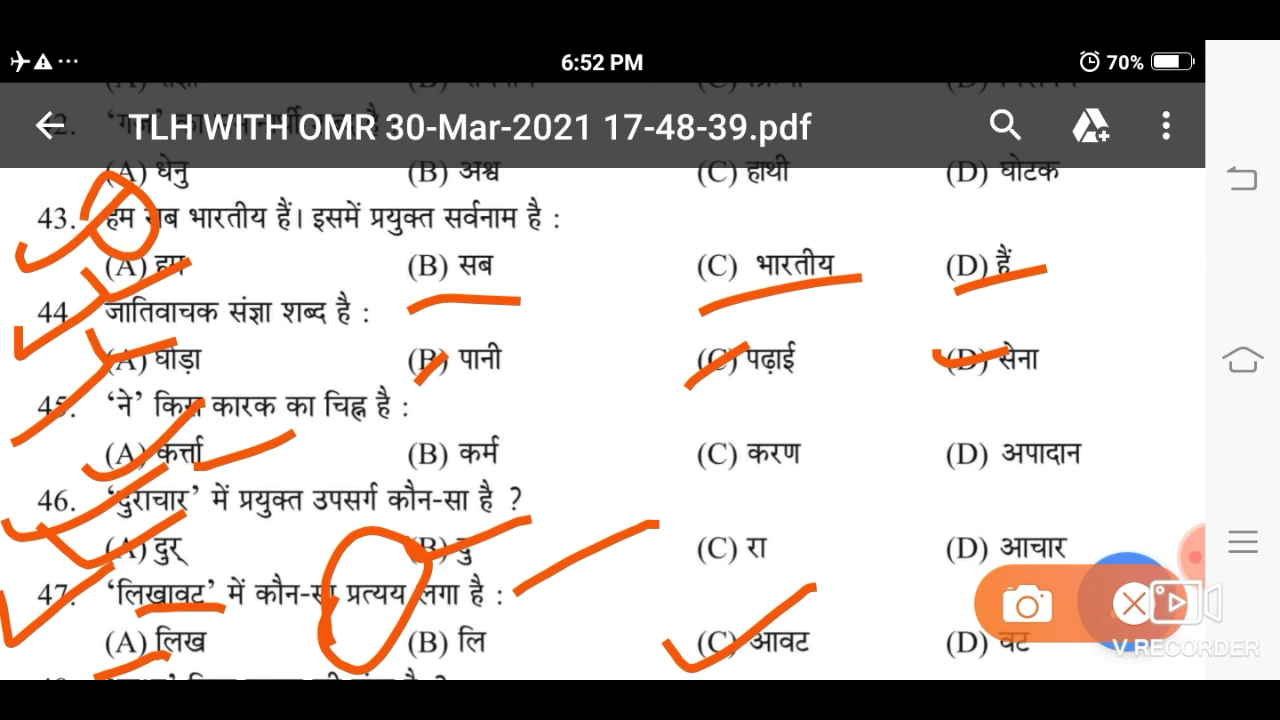 6:52 PM
70%
TLH WITH OMR 30-Mar-2021 17-48-39.pdf
(A) धेनु (B) अश्व (C) हाथी (D) घोटक
43. हम सब भारतीय हैं। इसमें प्रयुक्त सर्वनाम है :
(A) हम (B) सब (C) भारतीय (D) हैं
44. जातिवाचक संज्ञा शब्द है :
(A) घोड़ा (B) पानी (C) पढ़ाई (D) सेना
45. 'ने' किस कारक का चिह्न है :
(A) कर्त्ता (B) कर्म (C) करण (D) अपादान
46. 'दुराचार' में प्रयुक्त उपसर्ग कौन-सा है ?
(A) दुर् (B) दु (C) रा (D) आचार
47. 'लिखावट' में कौन-सा प्रत्यय लगा है :
(A) लिख (B) लि (C) आवट (D) वट
V RECORDER